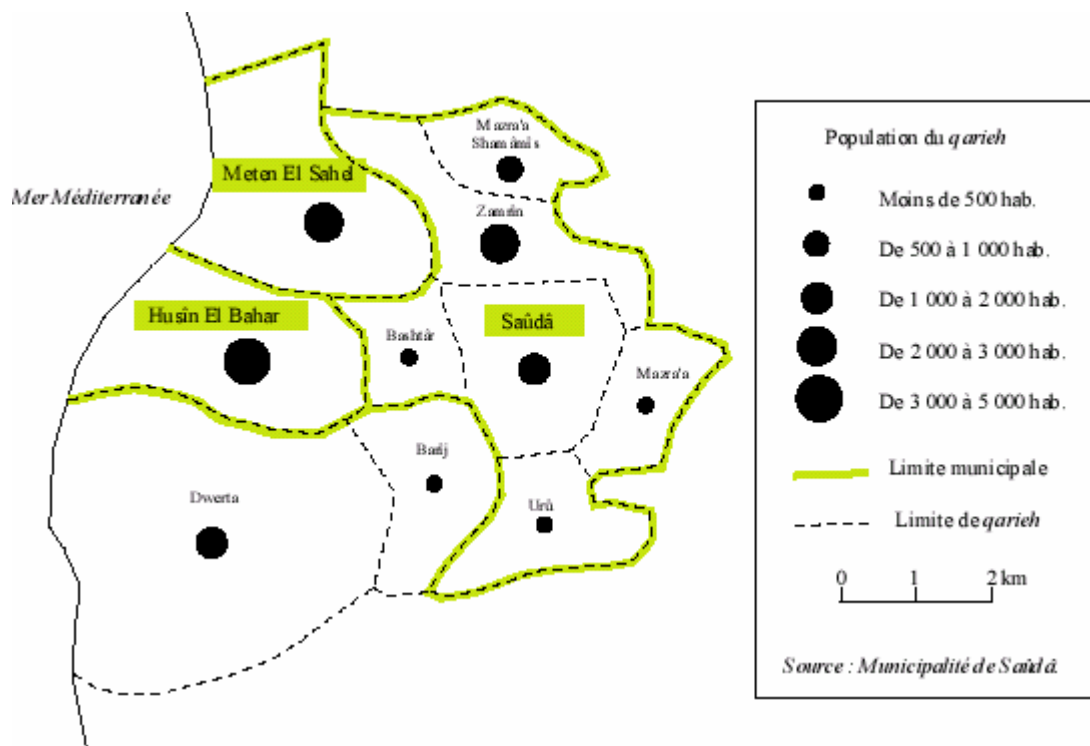 Mer Méditerranée
Meten El Sahel
Mazra'a
Shamâmis
Zamrîn
Husîn El Bahar
Bashtâr
Saûdâ
Mazra'a
Barîj
Dwerta
Urû
Population du qarieh
Moins de 500 hab.
De 500 à 1 000 hab.
De 1 000 à 2 000 hab.
De 2 000 à 3 000 hab.
De 3 000 à 5 000 hab.
Limite municipale
Limite de qarieh
0 1 2 km
Source : Municipalité de Saûdâ.